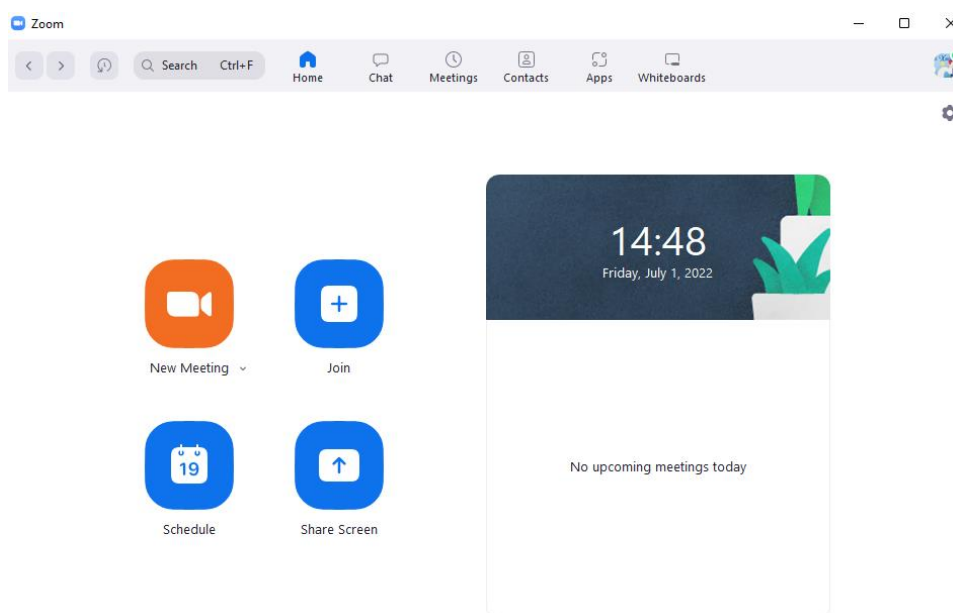 Zoom
Search Ctrl+F
Home
Chat
Meetings
Contacts
Apps
Whiteboards
14:48
Friday, July 1, 2022
New Meeting
Join
19
Schedule
Share Screen
No upcoming meetings today